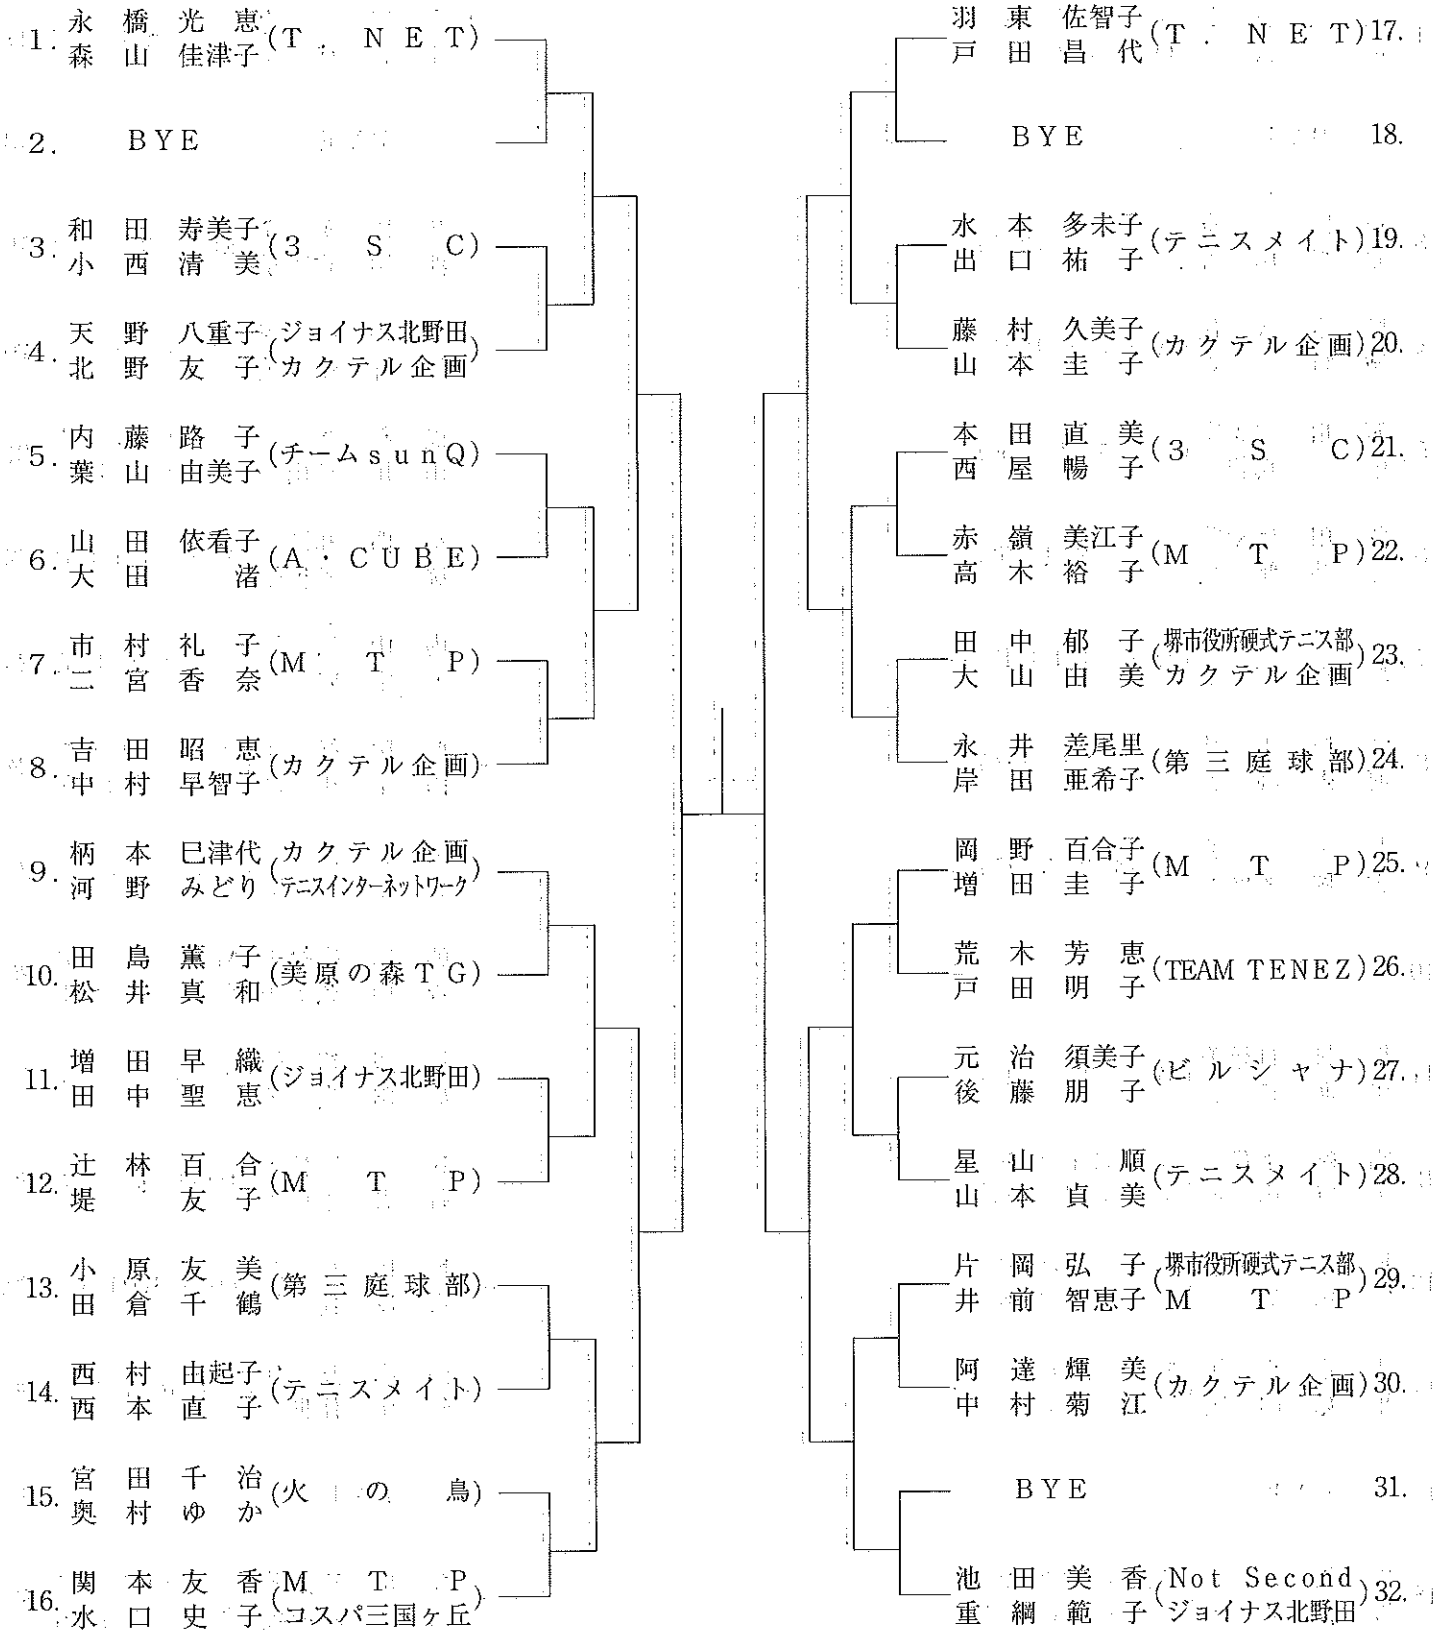 1. 永橋光恵 (T.NET)
森山佳津子
2. BYE
3. 和田寿美子 (3SC)
小西清美
4. 天野八重子 (ジョイナス北野田
北野友子 カクテル企画)
5. 内藤路子 (チームsunQ)
葉山由美子
6. 山田依看子 (A・CUBE)
大田渚
7. 市村礼子 (MTP)
二宮香奈
8. 吉田昭恵 (カクテル企画)
中村早智子
9. 柄本巳津代 (カクテル企画
河野みどり テニスインターネットワーク)
10. 田島薫子 (美原の森TG)
松井真和
11. 増田早織 (ジョイナス北野田)
田中聖恵
12. 辻林百合 (MTP)
堤友子
13. 小原友美 (第三庭球部)
田倉千鶴
14. 西村由起子 (テニスメイト)
西本直子
15. 宮田千治 (火の鳥)
奥村ゆか
16. 関本友香 (MTP
水口史子 コスパ三国ヶ丘)
羽東佐智子 (T.NET) 17.
戸田昌代
BYE 18.
水本多未子 (テニスメイト) 19.
出口祐子
藤村久美子 (カクテル企画) 20.
山本圭子
本田直美 (3SC) 21.
西屋暢子
赤嶺美江子 (MTP) 22.
高木裕子
田中郁子 (堺市役所硬式テニス部
大山由美 カクテル企画) 23.
永井差尾里 (第三庭球部) 24.
岸田亜希子
岡野百合子 (MTP) 25.
増田圭子
荒木芳恵 (TEAM TENEZ) 26.
戸田明子
元治須美子 (ビルシャナ) 27.
後藤朋子
星山順 (テニスメイト) 28.
山本貞美
片岡弘子 (堺市役所硬式テニス部
井前智恵子 MTP) 29.
阿達輝美 (カクテル企画) 30.
中村菊江
BYE 31.
池田美香 (Not Second
重綱範子 ジョイナス北野田) 32.